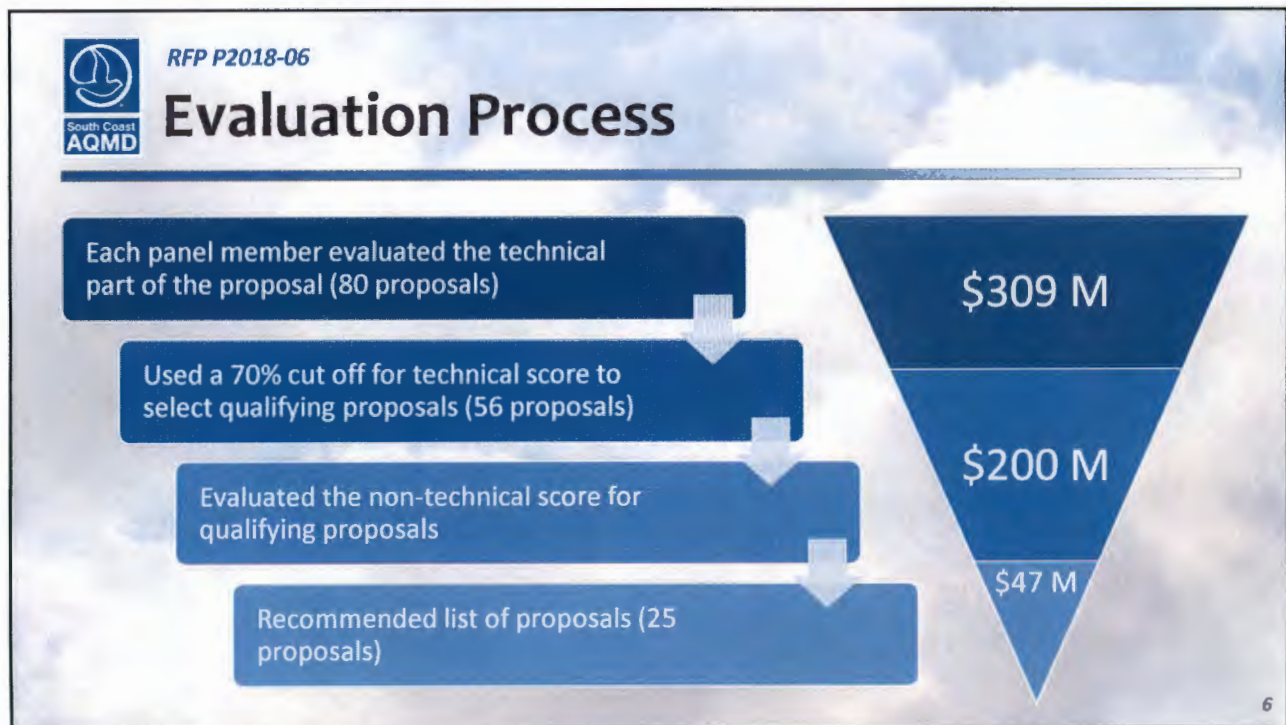 RFP P2018-06
Evaluation Process
South Coast
AQMD
Each panel member evaluated the technical
part of the proposal (80 proposals)
Used a 70% cut off for technical score to
select qualifying proposals (56 proposals)
Evaluated the non-technical score for
qualifying proposals
Recommended list of proposals (25
proposals)
$309 M
$200 M
$47 M
6